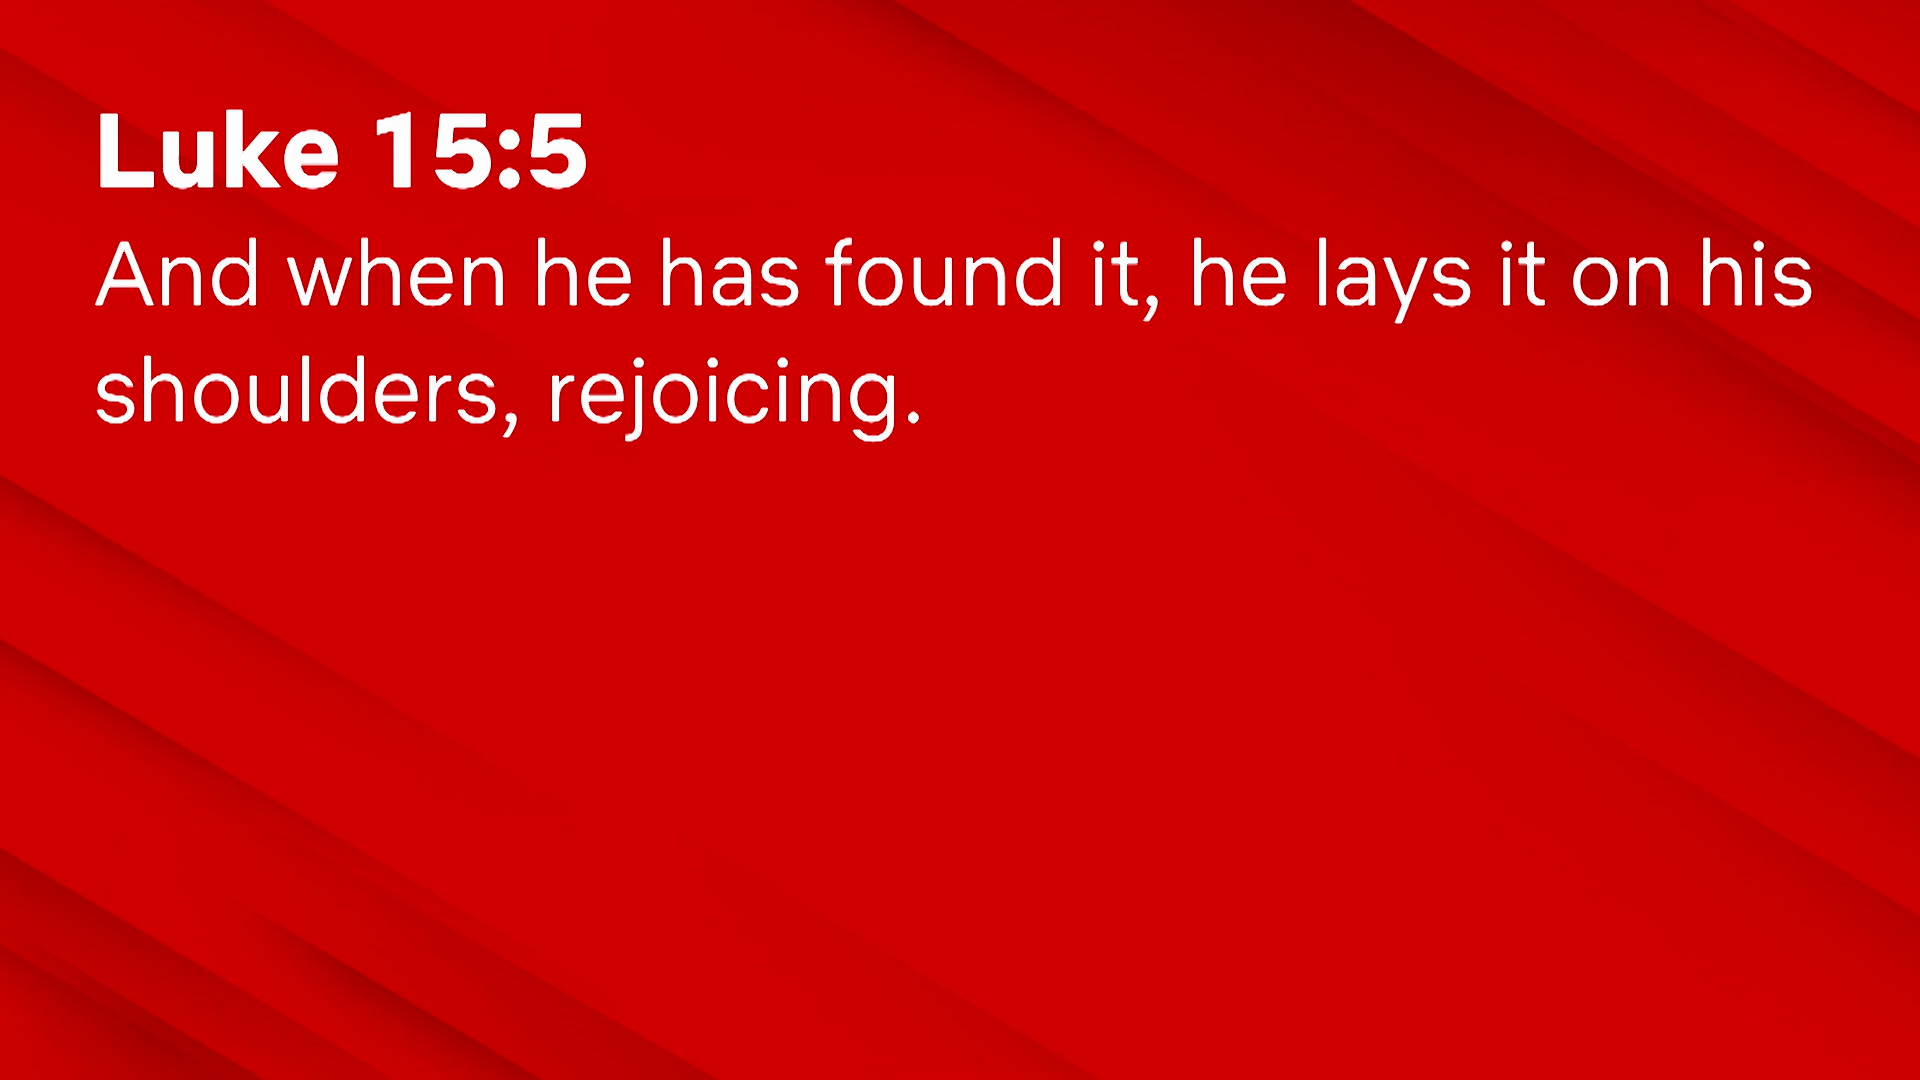 Luke 15:5
And when he has found it, he lays it on his
shoulders, rejoicing.